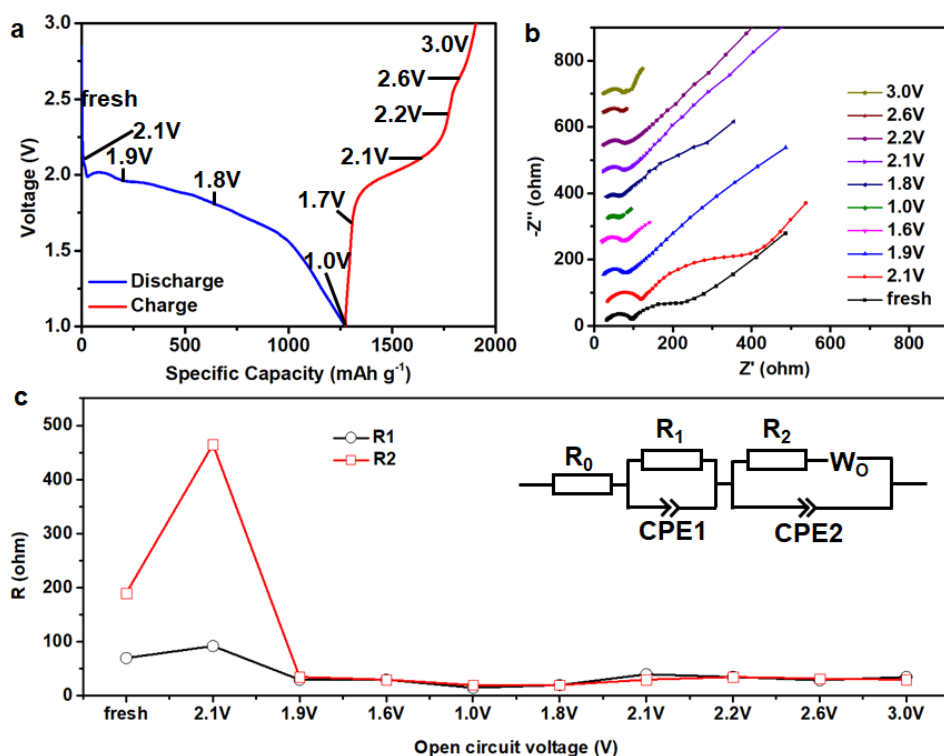 a
3.0
2.5
2.0
1.5
1.0
Voltage (V)
fresh
2.1V
1.9V
1.8V
1.0V
1.7V
2.1V
2.2V
2.6V
3.0V
Discharge
Charge
0
500
1000
1500
2000
Specific Capacity (mAh g⁻¹)
b
800
600
400
200
0
-Z'' (ohm)
3.0V
2.6V
2.2V
2.1V
1.8V
1.0V
1.6V
1.9V
2.1V
fresh
0 200 400 600 800
Z' (ohm)
c
500
400
300
200
100
0
R (ohm)
R1
R2
R₀
R₁
CPE1
R₂
W₀
CPE2
fresh 2.1V 1.9V 1.6V 1.0V 1.8V 2.1V 2.2V 2.6V 3.0V
Open circuit voltage (V)